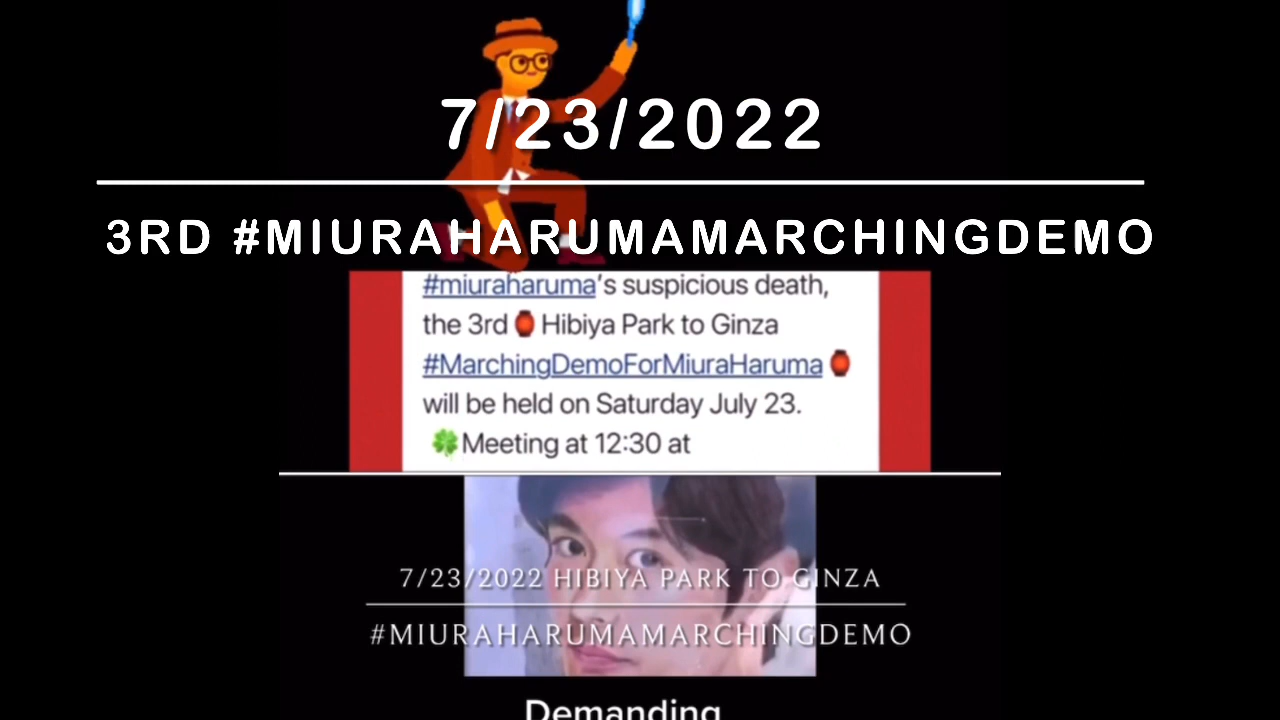 7/23/2022
3RD #MIURAHARUMAMARCHINGDEMO
#miuraharuma's suspicious death,
the 3rd🏮Hibiya Park to Ginza
#MarchingDemoForMiuraHaruma🏮
will be held on Saturday July 23.
🍀Meeting at 12:30 at
7/23/2022 HIBIYA PARK TO GINZA
#MIURAHARUMAMARCHINGDEMO
Demanding